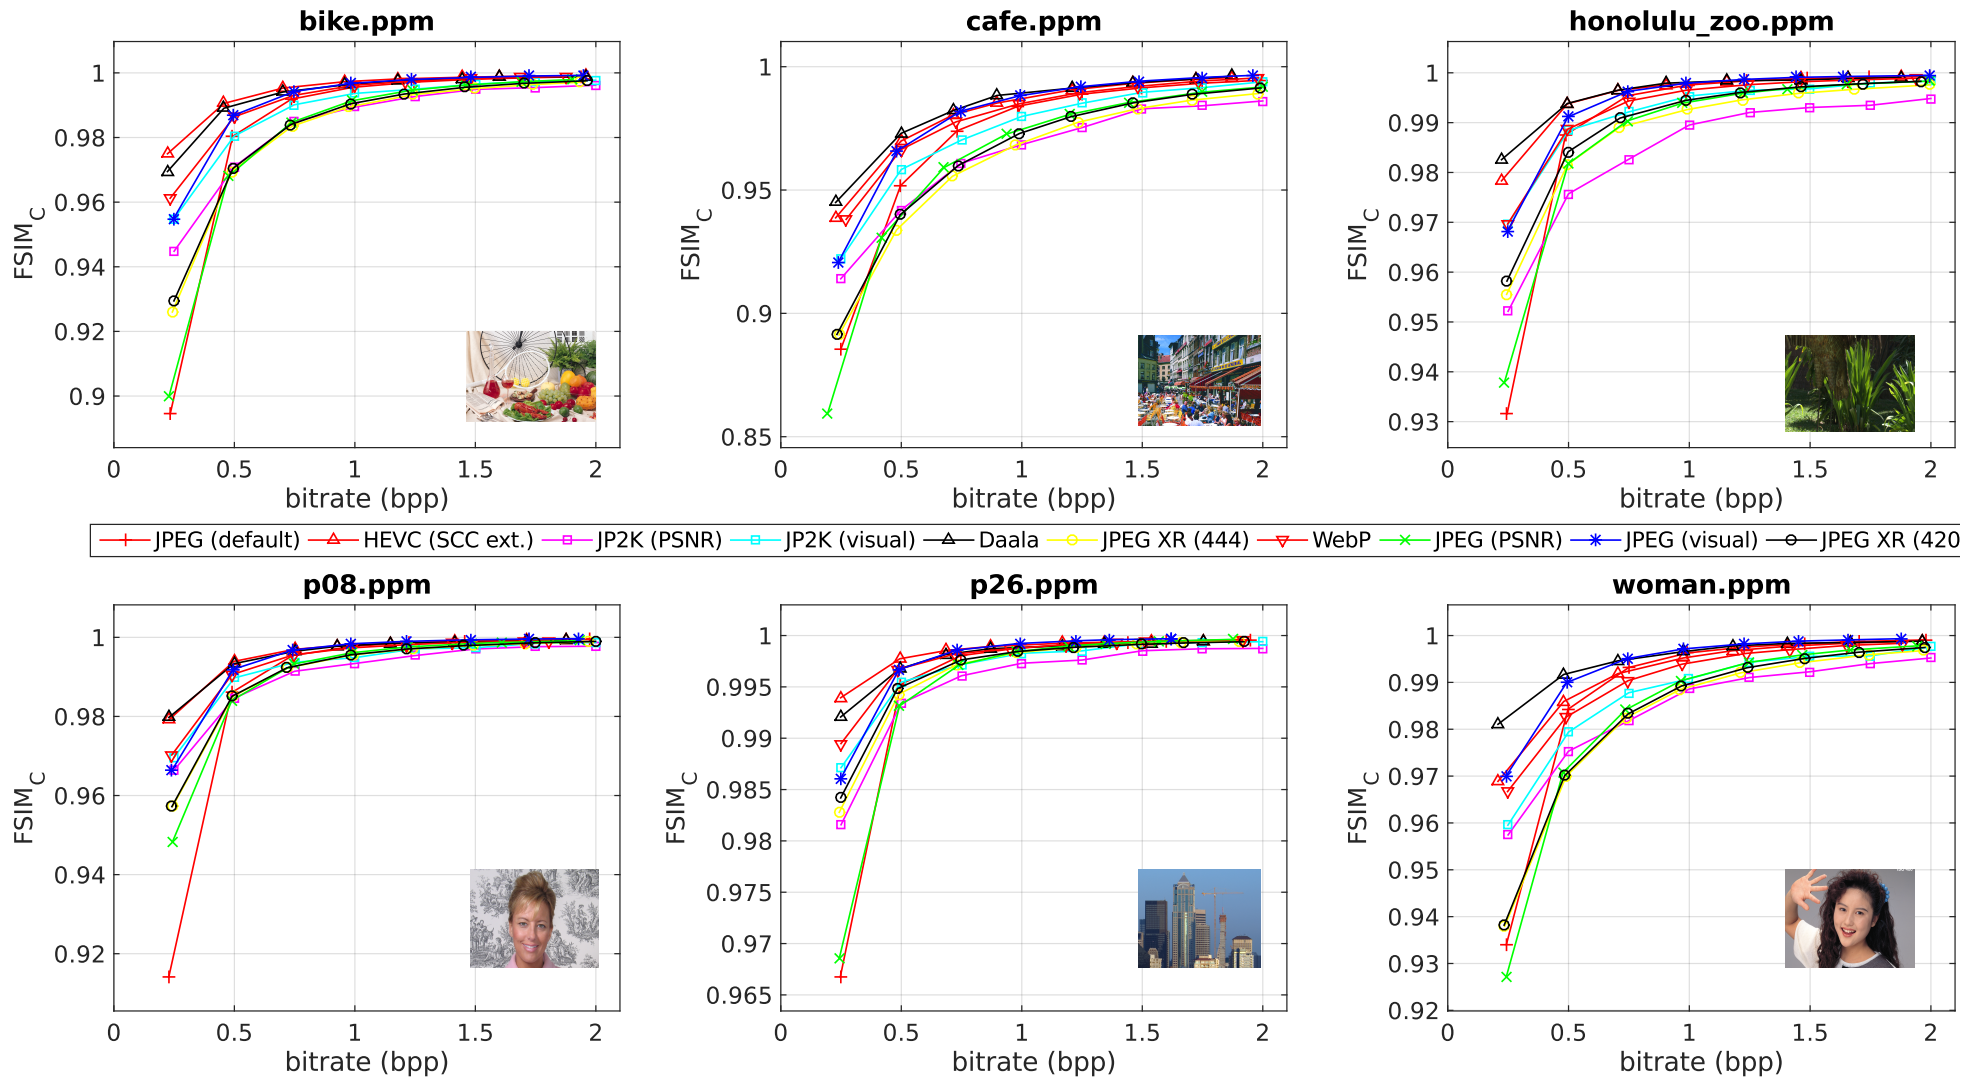 bike.ppm
FSIM_C
1
0.98
0.96
0.94
0.92
0.9
0 0.5 1 1.5 2
bitrate (bpp)
cafe.ppm
FSIM_C
1
0.95
0.9
0.85
0 0.5 1 1.5 2
bitrate (bpp)
honolulu_zoo.ppm
FSIM_C
1
0.99
0.98
0.97
0.96
0.95
0.94
0.93
0 0.5 1 1.5 2
bitrate (bpp)
JPEG (default) HEVC (SCC ext.) JP2K (PSNR) JP2K (visual) Daala JPEG XR (444) WebP JPEG (PSNR) JPEG (visual) JPEG XR (420
p08.ppm
FSIM_C
1
0.98
0.96
0.94
0.92
0 0.5 1 1.5 2
bitrate (bpp)
p26.ppm
FSIM_C
1
0.995
0.99
0.985
0.98
0.975
0.97
0.965
0 0.5 1 1.5 2
bitrate (bpp)
woman.ppm
FSIM_C
1
0.99
0.98
0.97
0.96
0.95
0.94
0.93
0.92
0 0.5 1 1.5 2
bitrate (bpp)